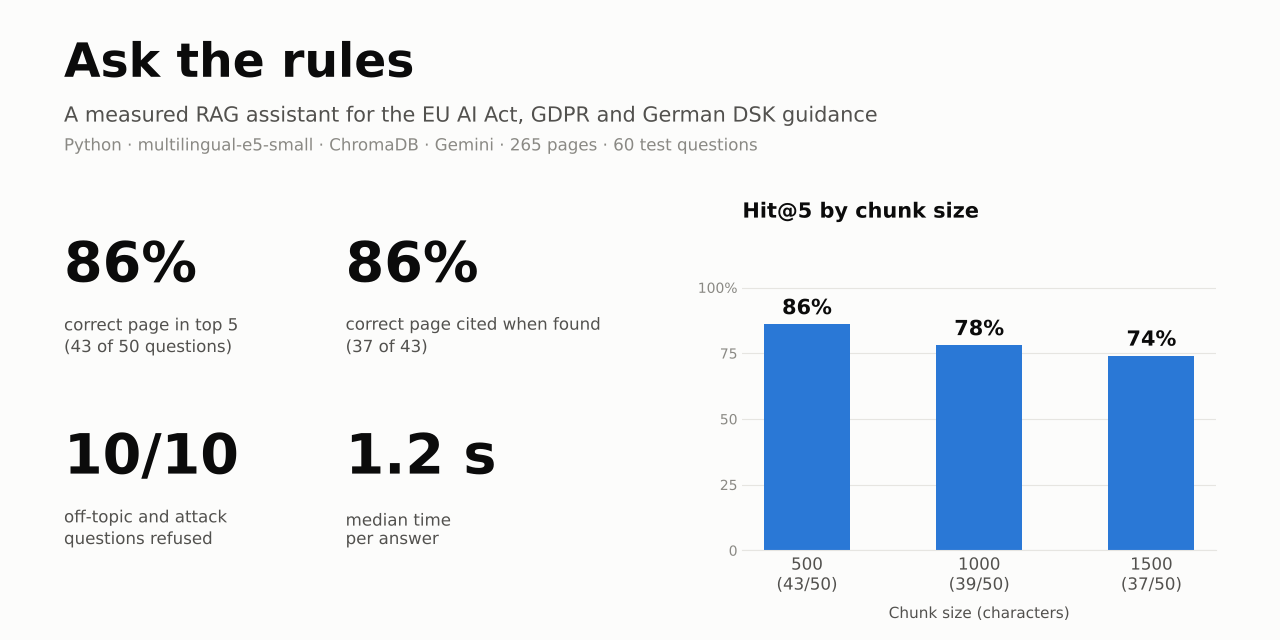 Ask the rules
A measured RAG assistant for the EU AI Act, GDPR and German DSK guidance
Python · multilingual-e5-small · ChromaDB · Gemini · 265 pages · 60 test questions
86%
correct page in top 5
(43 of 50 questions)
86%
correct page cited when found
(37 of 43)
10/10
off-topic and attack
questions refused
1.2 s
median time
per answer
Hit@5 by chunk size
100%
75
50
25
0
86%
78%
74%
500
(43/50)
1000
(39/50)
1500
(37/50)
Chunk size (characters)